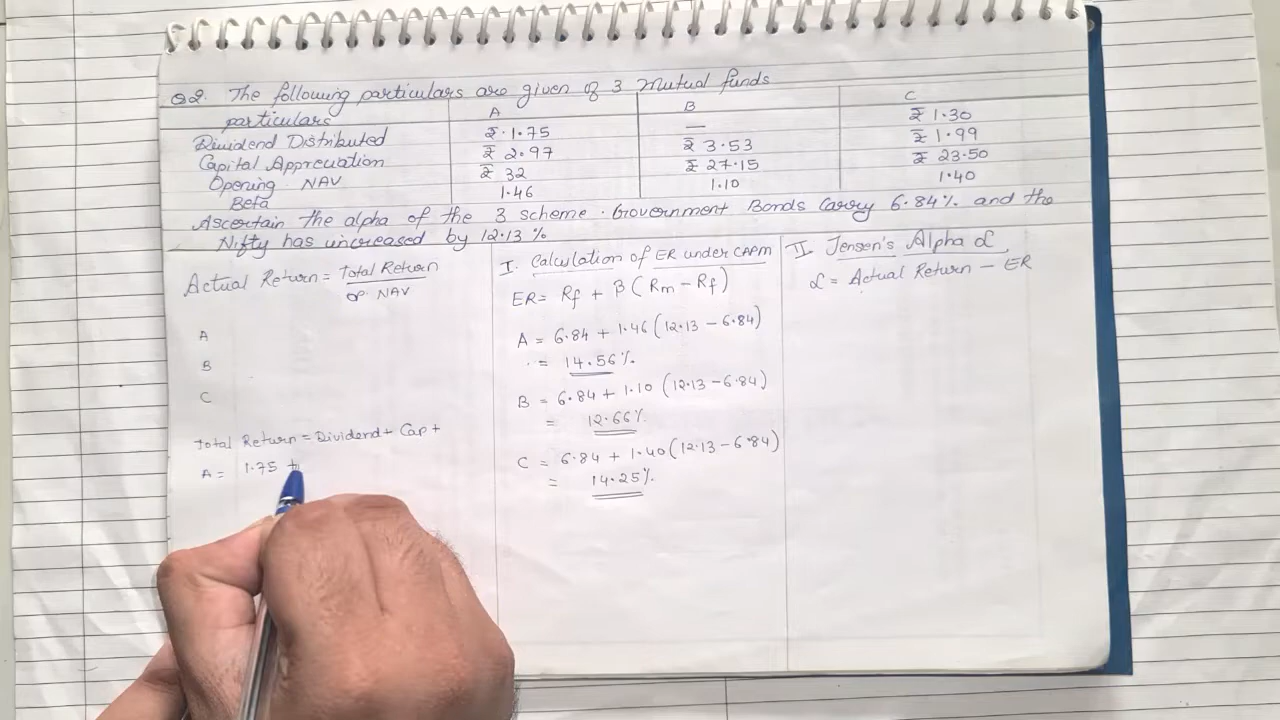 Q2. The following particulars are given of 3 mutual funds
particulars A B C
Dividend Distributed ₹ 1.75 — ₹ 1.30
Capital Appreciation ₹ 2.97 ₹ 3.53 ₹ 1.99
Opening NAV ₹ 32 ₹ 27.15 ₹ 23.50
Beta 1.46 1.10 1.40
Ascertain the alpha of the 3 scheme. Government Bonds carry 6.84% and the
Nifty has increased by 12.13%
Actual Return = Total Return
OP. NAV
A
B
C
Total Return = Dividend + Cap +
A = 1.75 +
I. Calculation of ER under CAPM
ER = Rf + β (Rm − Rf)
A = 6.84 + 1.46 (12.13 − 6.84)
= 14.56%
B = 6.84 + 1.10 (12.13 − 6.84)
= 12.66%
C = 6.84 + 1.40 (12.13 − 6.84)
= 14.25%
II Jensen's Alpha α
α = Actual Return − ER